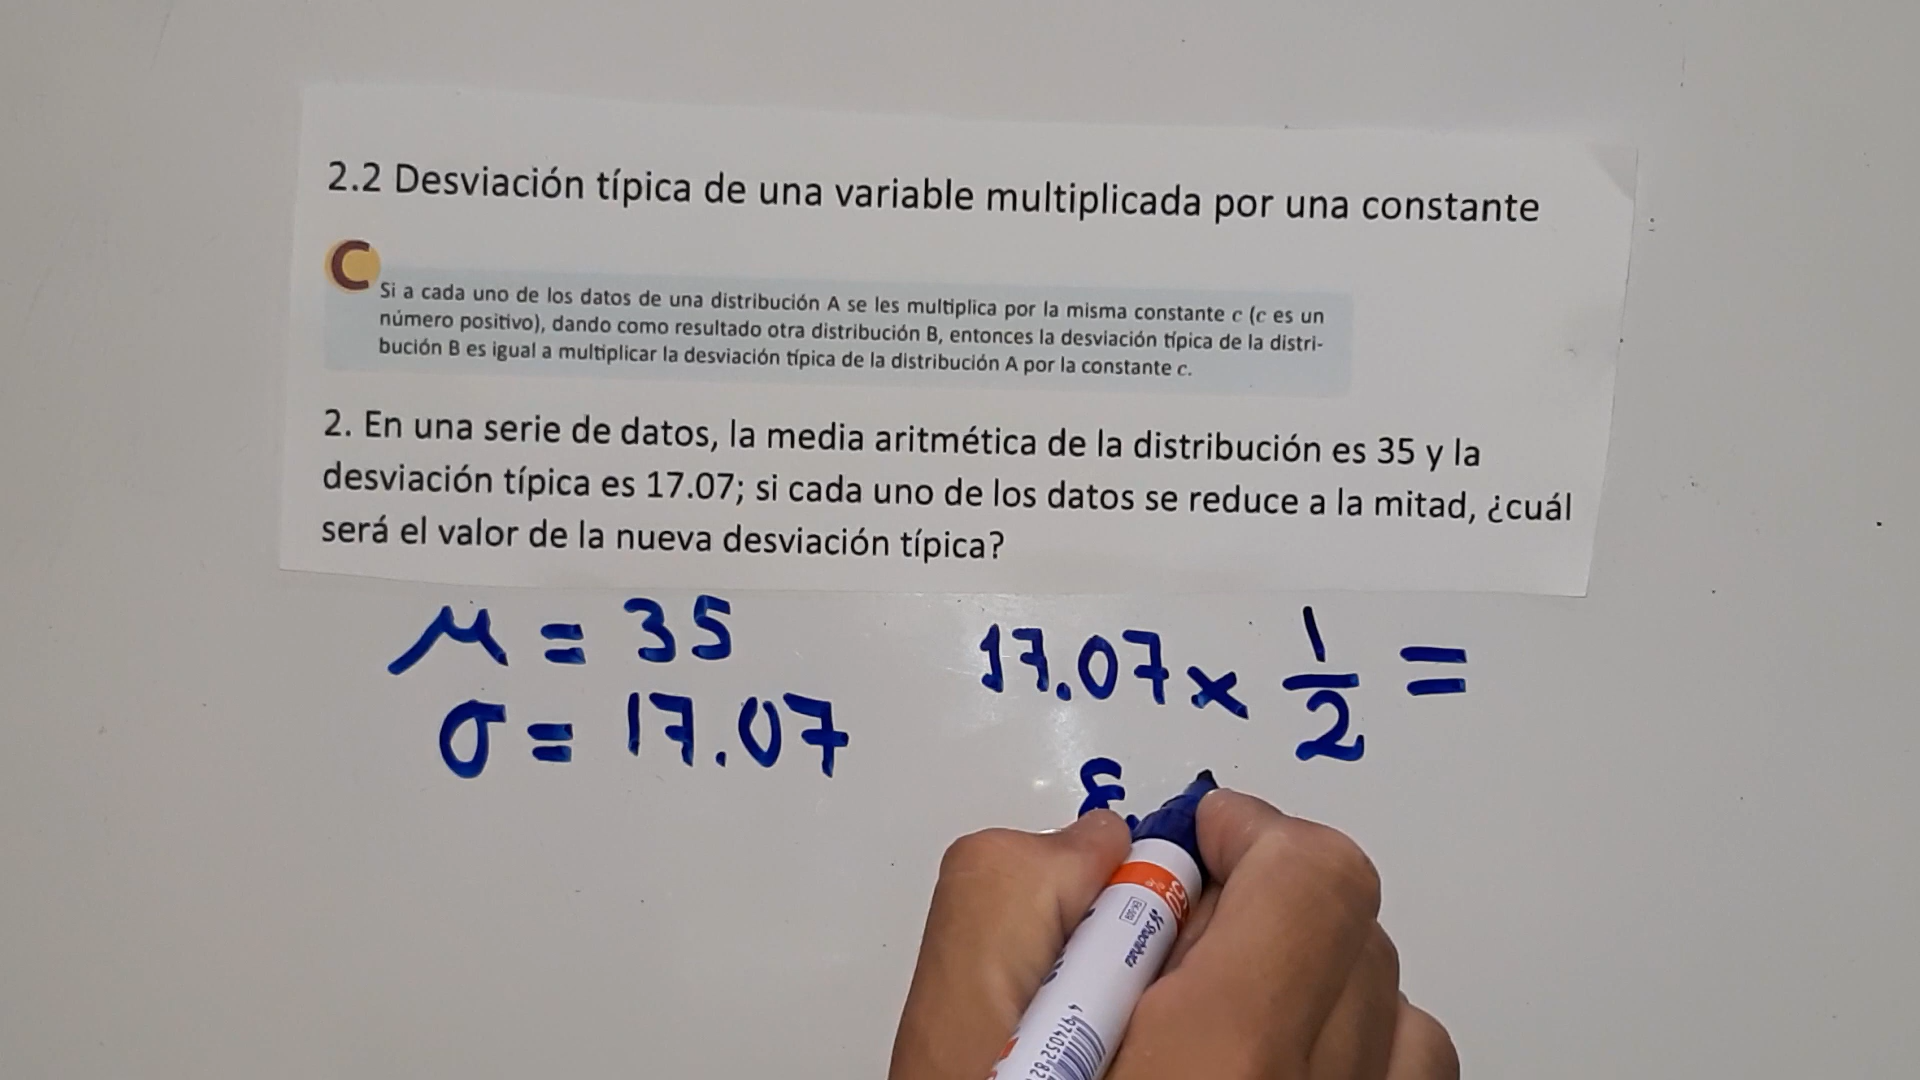 2.2 Desviación típica de una variable multiplicada por una constante
C
Si a cada uno de los datos de una distribución A se les multiplica por la misma constante c (c es un
número positivo), dando como resultado otra distribución B, entonces la desviación típica de la distri-
bución B es igual a multiplicar la desviación típica de la distribución A por la constante c.
2. En una serie de datos, la media aritmética de la distribución es 35 y la
desviación típica es 17.07; si cada uno de los datos se reduce a la mitad, ¿cuál
será el valor de la nueva desviación típica?
μ = 35
σ = 17.07
17.07 x 1/2 =
8.